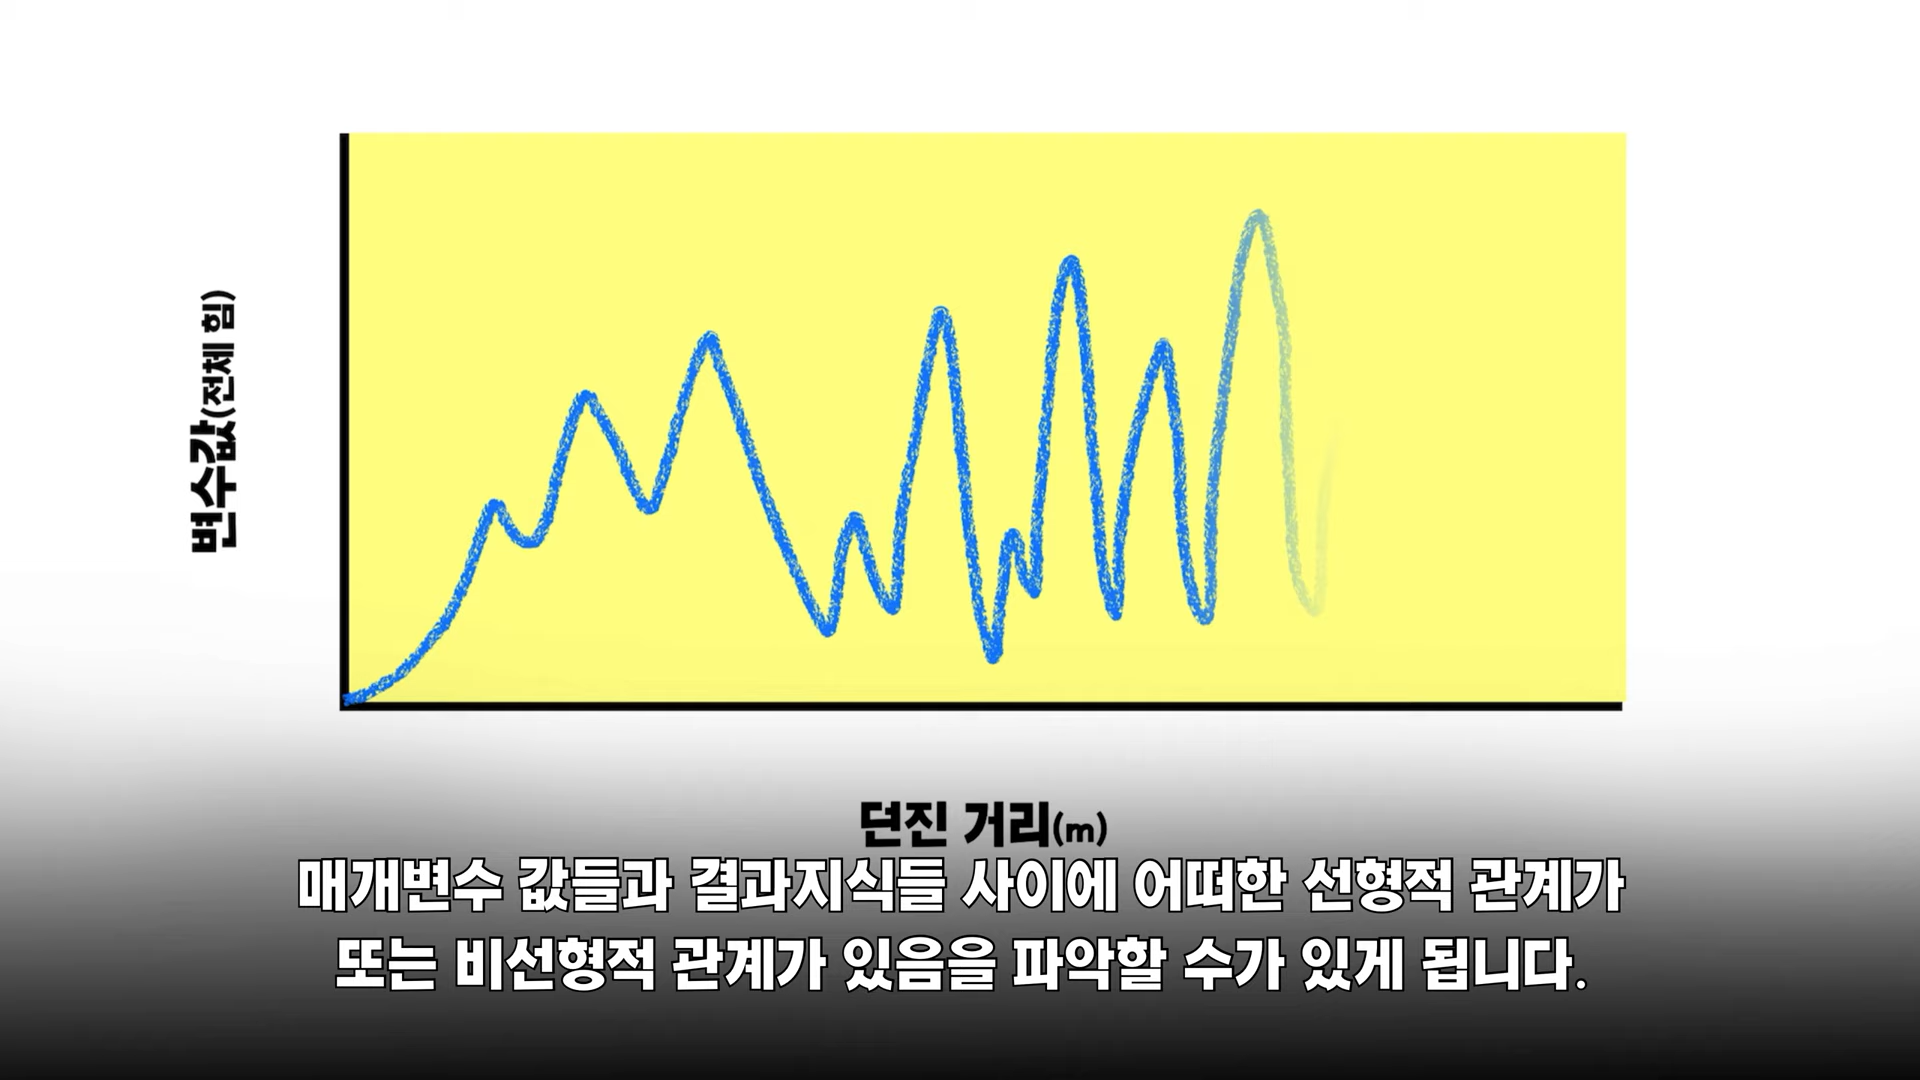 변수값(전체 힘)
던진 거리(m)
매개변수 값들과 결과지식들 사이에 어떠한 선형적 관계가
또는 비선형적 관계가 있음을 파악할 수가 있게 됩니다.